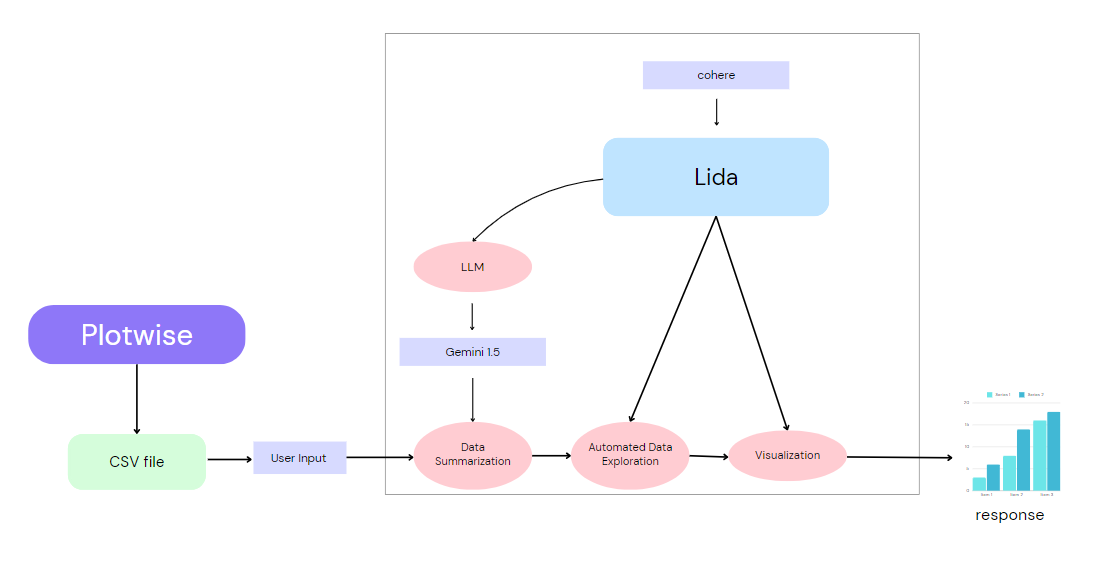 cohere
Lida
LLM
Plotwise
Gemini 1.5
CSV file
User Input
Data
Summarization
Automated Data
Exploration
Visualization
Series 1
Series 2
20
15
10
5
0
Item 1
Item 2
Item 3
response